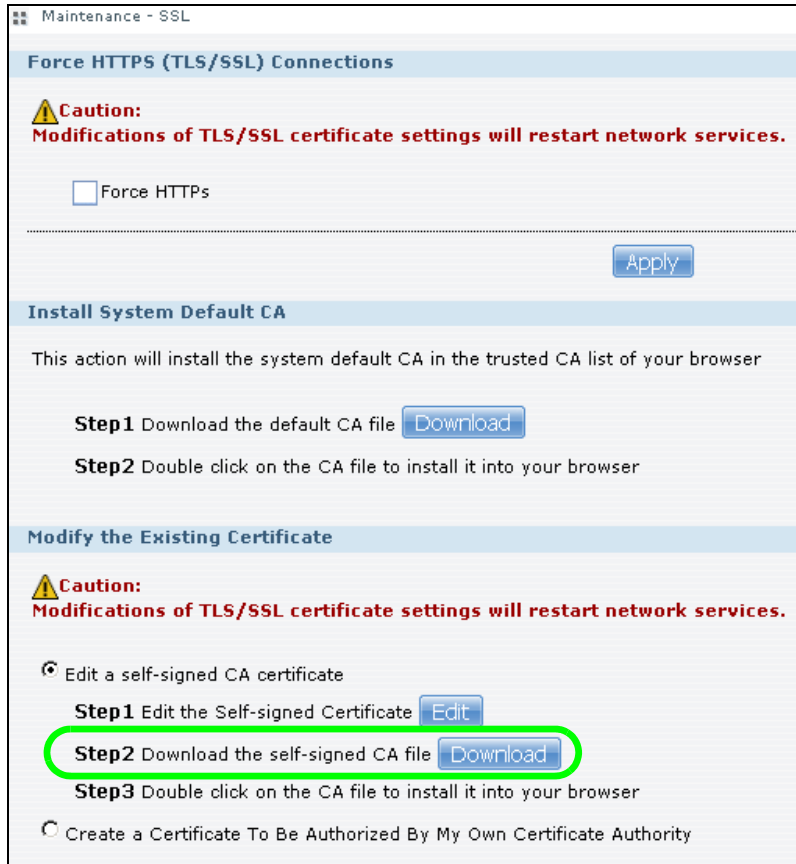 Maintenance - SSL
Force HTTPS (TLS/SSL) Connections
Caution:
Modifications of TLS/SSL certificate settings will restart network services.
Force HTTPs
Apply
Install System Default CA
This action will install the system default CA in the trusted CA list of your browser
Step1 Download the default CA file Download
Step2 Double click on the CA file to install it into your browser
Modify the Existing Certificate
Caution:
Modifications of TLS/SSL certificate settings will restart network services.
Edit a self-signed CA certificate
Step1 Edit the Self-signed Certificate Edit
Step2 Download the self-signed CA file Download
Step3 Double click on the CA file to install it into your browser
Create a Certificate To Be Authorized By My Own Certificate Authority